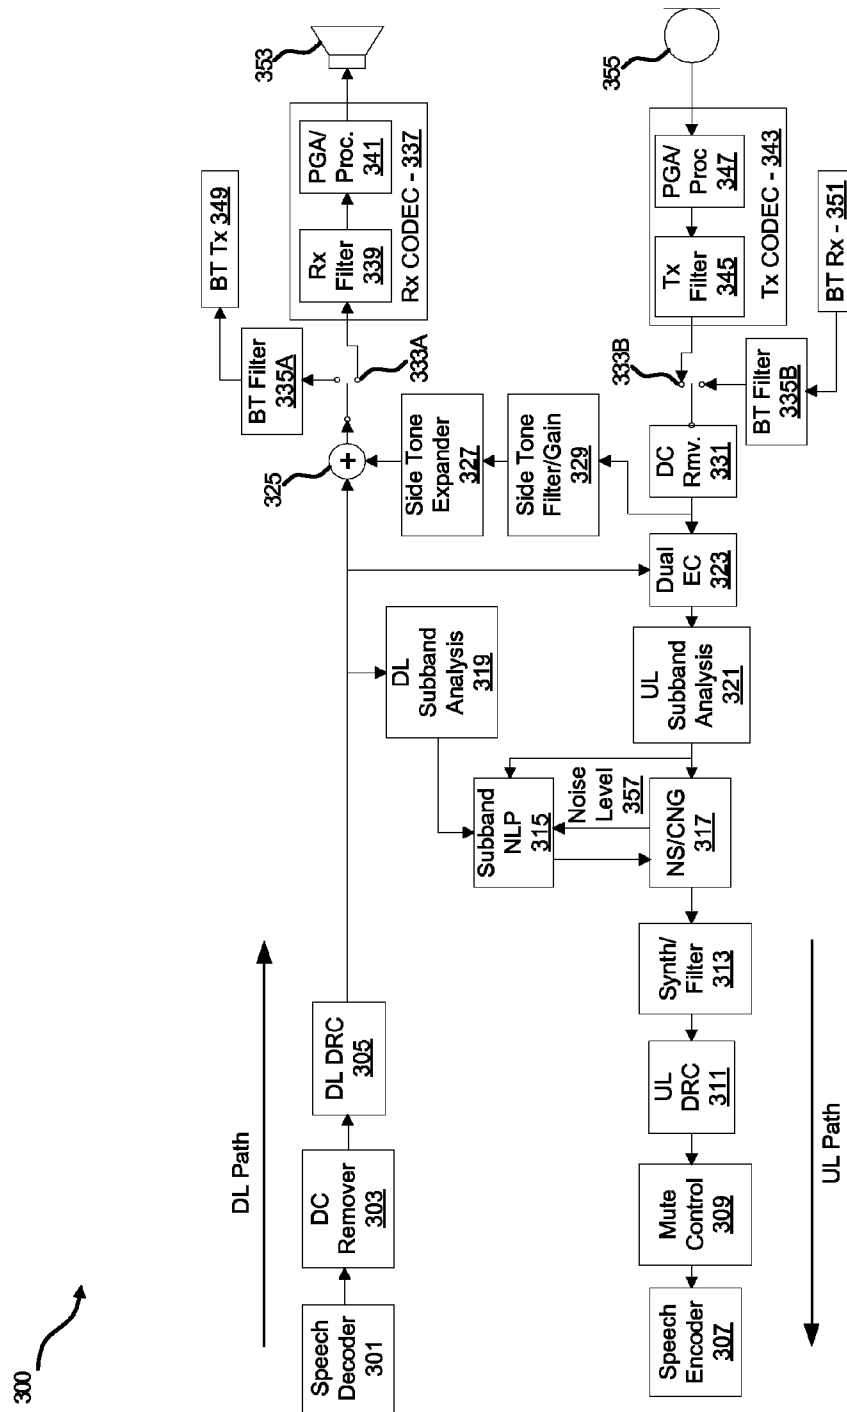 300
DL Path
Speech
Decoder
301
DC
Remover
303
DL DRC
305
DL
Subband
Analysis
319
325
Side Tone
Expander
327
Side Tone
Filter/Gain
329
333A
BT Filter
335A
BT Tx 349
Rx
Filter
339
PGA/
Proc.
341
Rx CODEC - 337
353
Subband
NLP
315
Noise
Level
357
Speech
Encoder
307
Mute
Control
309
UL
DRC
311
Synth/
Filter
313
NS/CNG
317
UL
Subband
Analysis
321
Dual
EC
323
DC
Rmv.
331
333B
BT Filter
335B
BT Rx - 351
Tx
Filter
345
PGA/
Proc
347
Tx CODEC - 343
355
UL Path